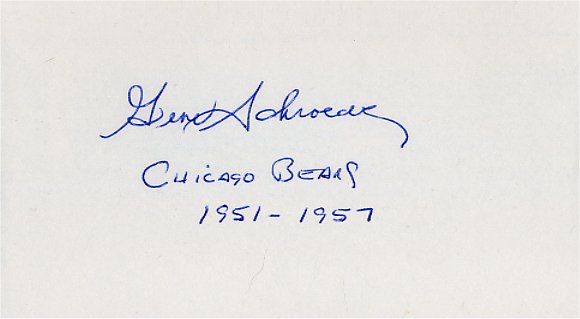 Gene Schroeder
Chicago Bears
1951-1957